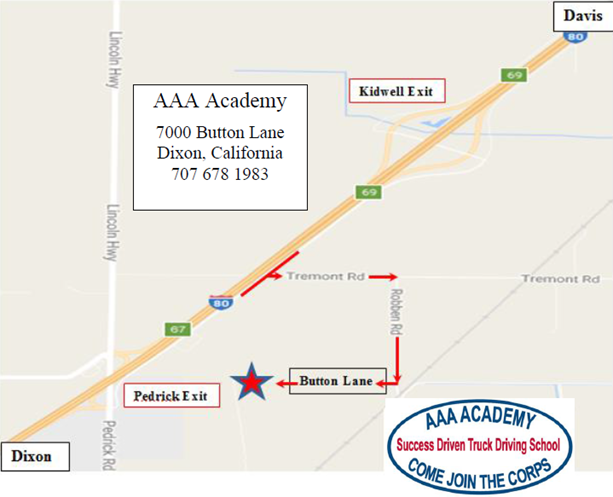 Davis
80
Lincoln Hwy
69
Kidwell Exit
AAA Academy
7000 Button Lane
Dixon, California
707 678 1983
69
Lincoln Hwy
Tremont Rd
Tremont Rd
Robben Rd
80
67
Button Lane
Pedrick Exit
Pedrick Rd
Dixon
AAA ACADEMY
Success Driven Truck Driving School
COME JOIN THE CORPS